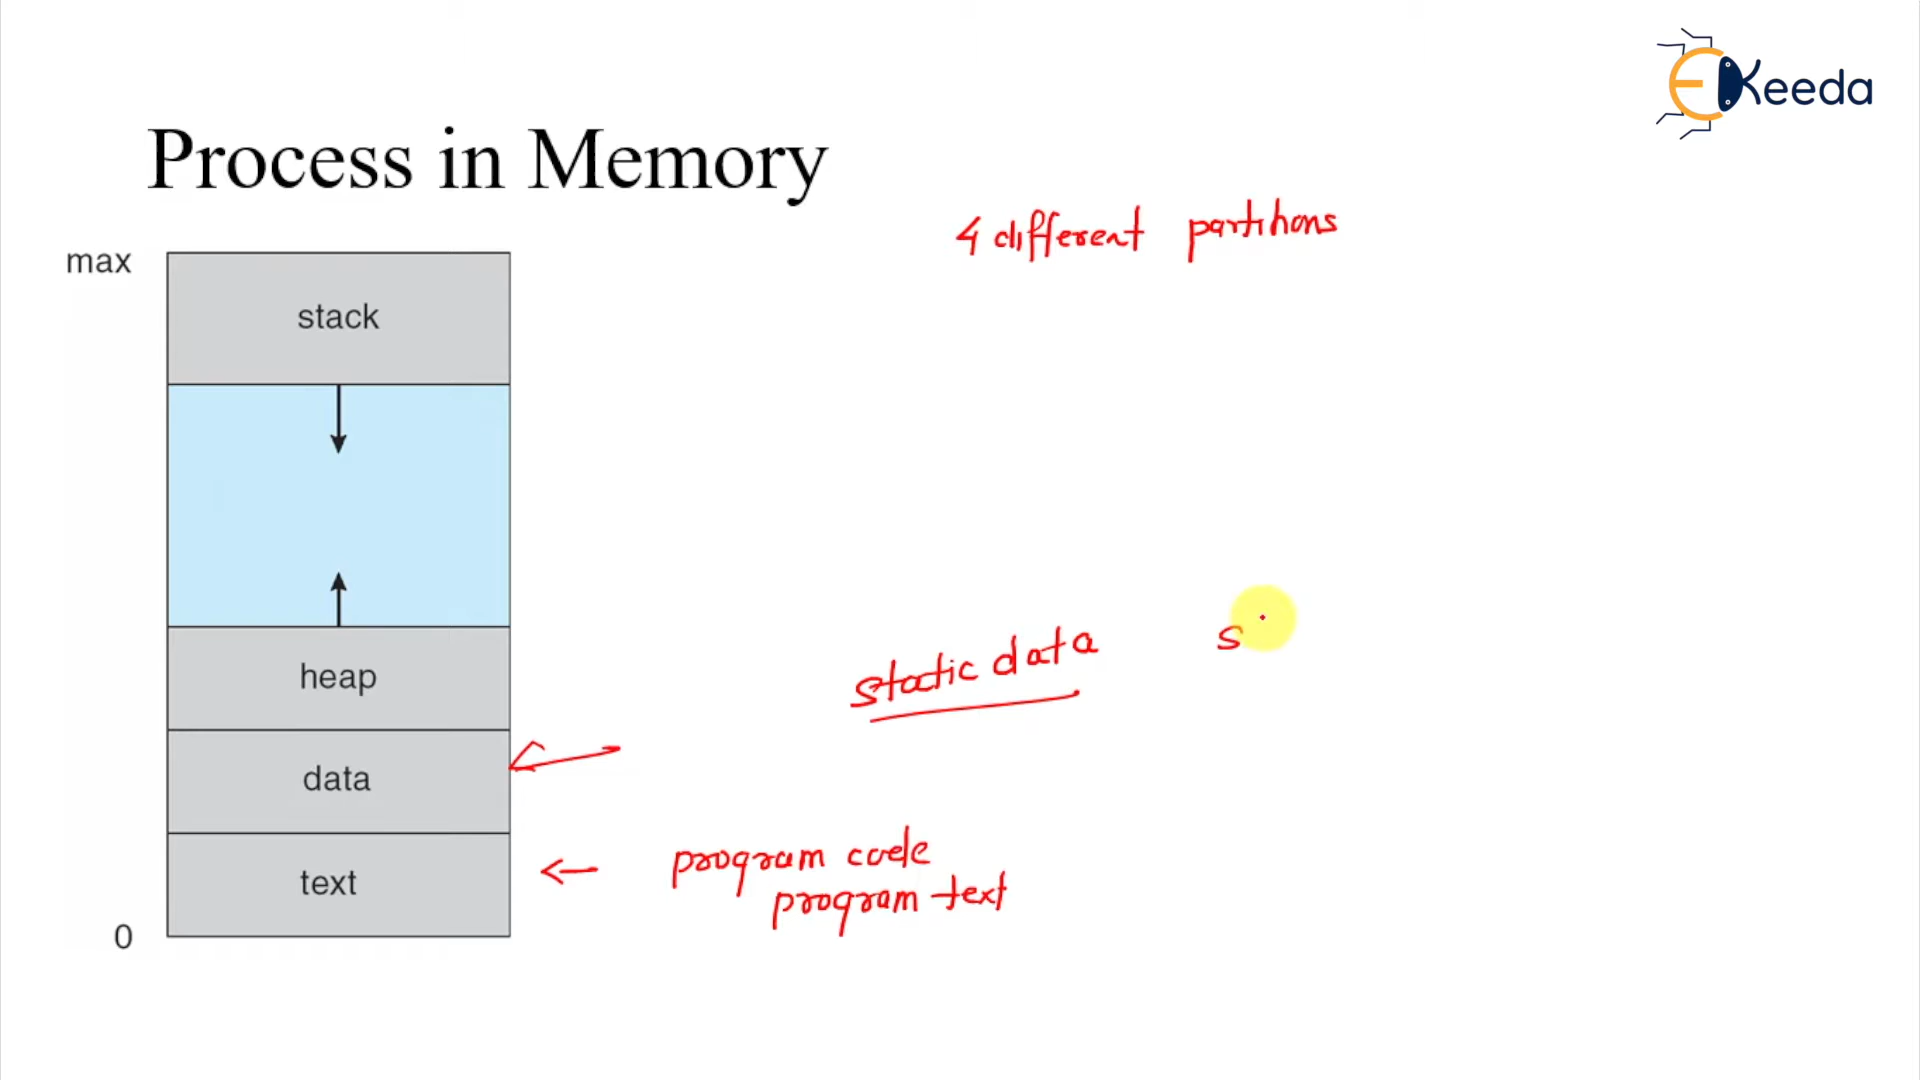 Keeda
Process in Memory
4 different partitions
max
stack
heap
static data s
data
program code
program text
text
0